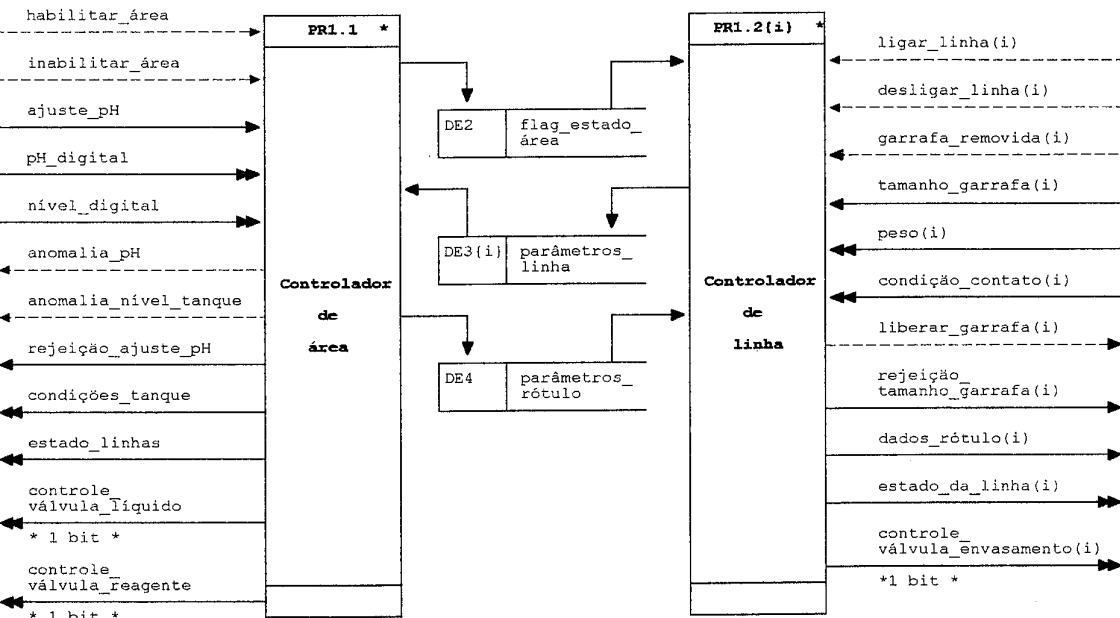 habilitar_área
inabilitar_área
ajuste_pH
pH_digital
nível_digital
anomalia_pH
anomalia_nível_tanque
rejeição_ajuste_pH
condições_tanque
estado_linhas
controle_
válvula_líquido
* 1 bit *
controle_
válvula_reagente
* 1 bit *
PR1.1 *
Controlador
de
área
DE2 flag_estado_
área
DE3{i} parâmetros_
linha
DE4 parâmetros_
rótulo
PR1.2{i} *
Controlador
de
linha
ligar_linha(i)
desligar_linha(i)
garrafa_removida(i)
tamanho_garrafa(i)
peso(i)
condição_contato(i)
liberar_garrafa(i)
rejeição_
tamanho_garrafa(i)
dados_rótulo(i)
estado_da_linha(i)
controle_
válvula_envasamento(i)
*1 bit *